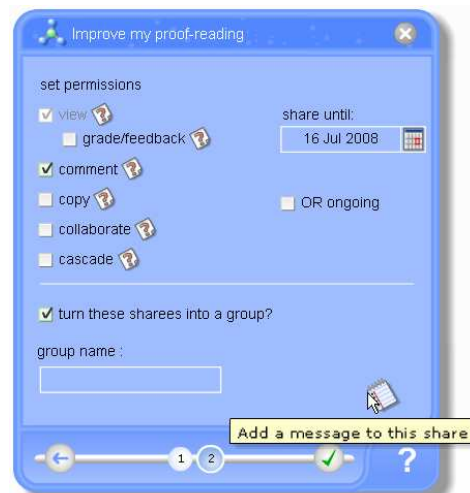 Improve my proof-reading
set permissions
view
grade/feedback
comment
copy
collaborate
cascade
share until:
16 Jul 2008
OR ongoing
turn these sharees into a group?
group name :
Add a message to this share
1 2
?